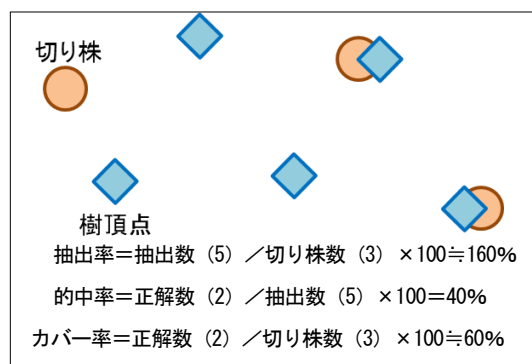 切り株
樹頂点
抽出率＝抽出数（5）／切り株数（3）×100≒160%
的中率＝正解数（2）／抽出数（5）×100＝40%
カバー率＝正解数（2）／切り株数（3）×100≒60%